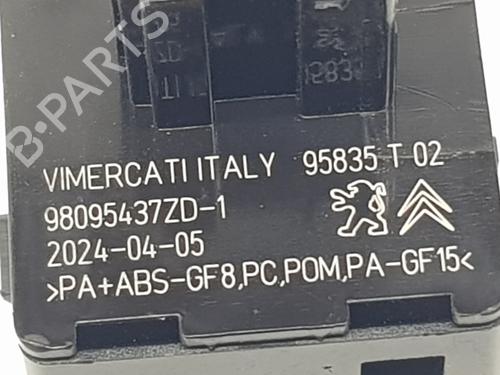 B-PARTS
VIMERCATI ITALY 95835 T 02
98095437ZD-1
2024-04-05
>PA+ABS-GF8,PC,POM,PA-GF15<